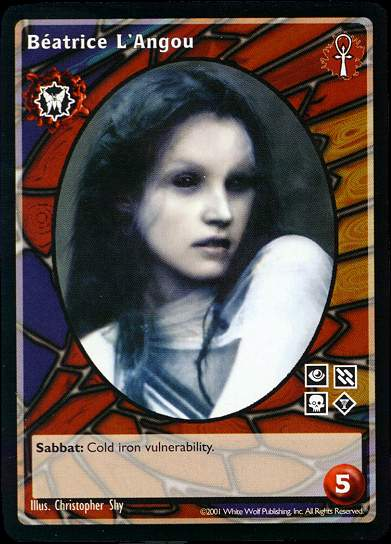 Béatrice L'Angou
Sabbat: Cold iron vulnerability.
5
Illus. Christopher Shy
©2001 White Wolf Publishing, Inc. All Rights Reserved.